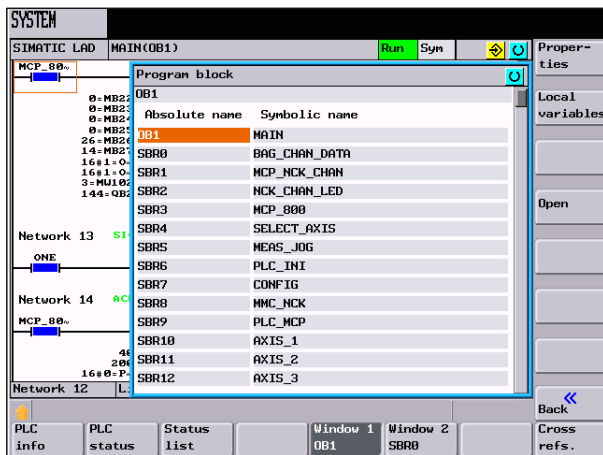 SYSTEM
SIMATIC LAD MAIN(OB1) Run Sym
Proper-
ties
MCP_80~
Program block
OB1
Local
variables
Absolute name Symbolic name
OB1 MAIN
SBR0 BAG_CHAN_DATA
SBR1 MCP_NCK_CHAN
SBR2 NCK_CHAN_LED
SBR3 MCP_800
SBR4 SELECT_AXIS
SBR5 MEAS_JOG
SBR6 PLC_INI
SBR7 CONFIG
SBR8 MMC_NCK
SBR9 PLC_MCP
SBR10 AXIS_1
SBR11 AXIS_2
SBR12 AXIS_3
Open
Network 13
ONE
Network 14
MCP_80~
Network 12
Back
PLC
info
PLC
status
Status
list
Window 1
OB1
Window 2
SBR0
Cross
refs.